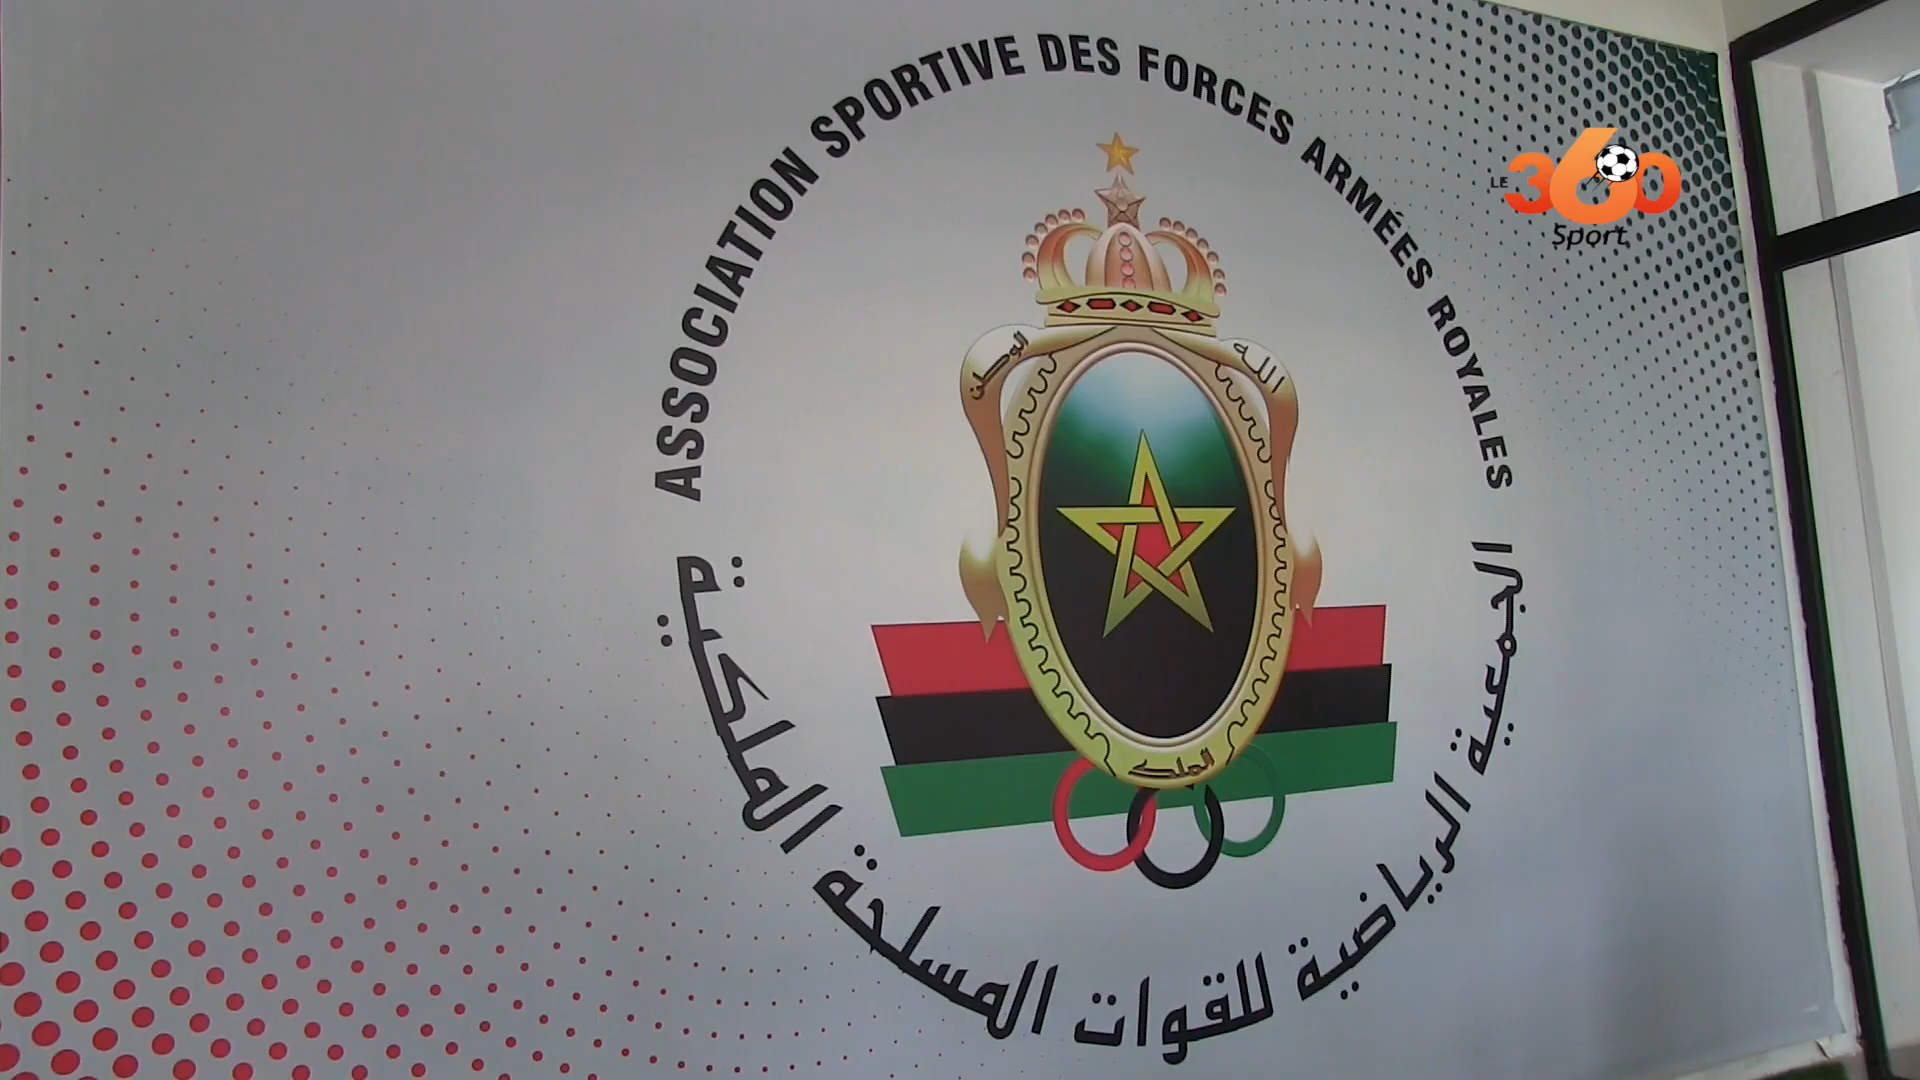 ASSOCIATION SPORTIVE DES FORCES ARMÉES ROYALES
LE 360
Sport
الوطن
الله
الملك
الجمعية الرياضية للقوات المسلحة الملكية